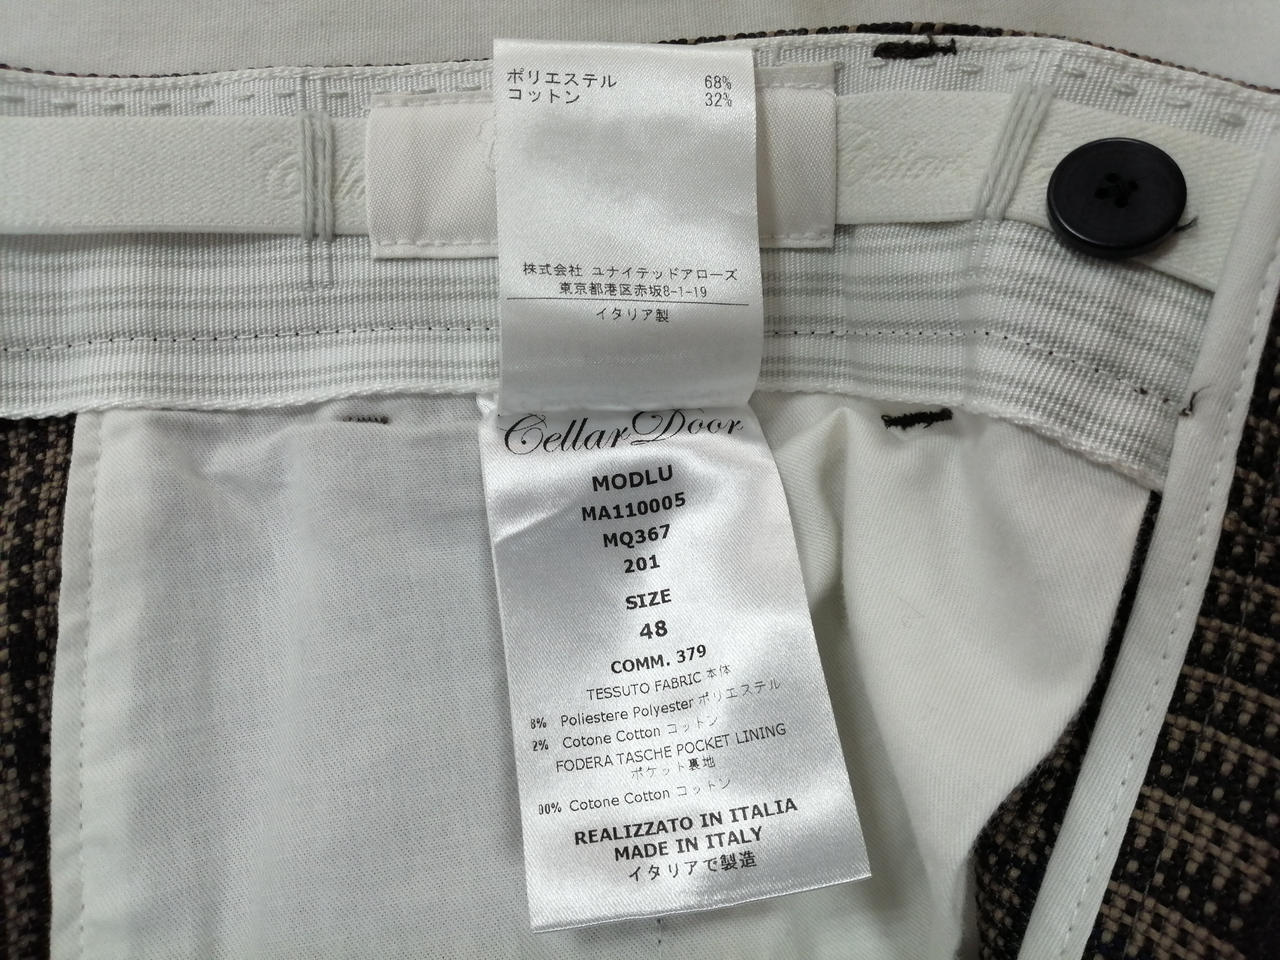 ポリエステル 68%
コットン 32%
株式会社 ユナイテッドアローズ
東京都港区赤坂8-1-19
イタリア製
Cellar Door
MODLU
MA110005
MQ367
201
SIZE
48
COMM. 379
TESSUTO FABRIC 本体
8% Poliestere Polyester ポリエステル
2% Cotone Cotton コットン
FODERA TASCHE POCKET LINING
ポケット裏地
00% Cotone Cotton コットン
REALIZZATO IN ITALIA
MADE IN ITALY
イタリアで製造